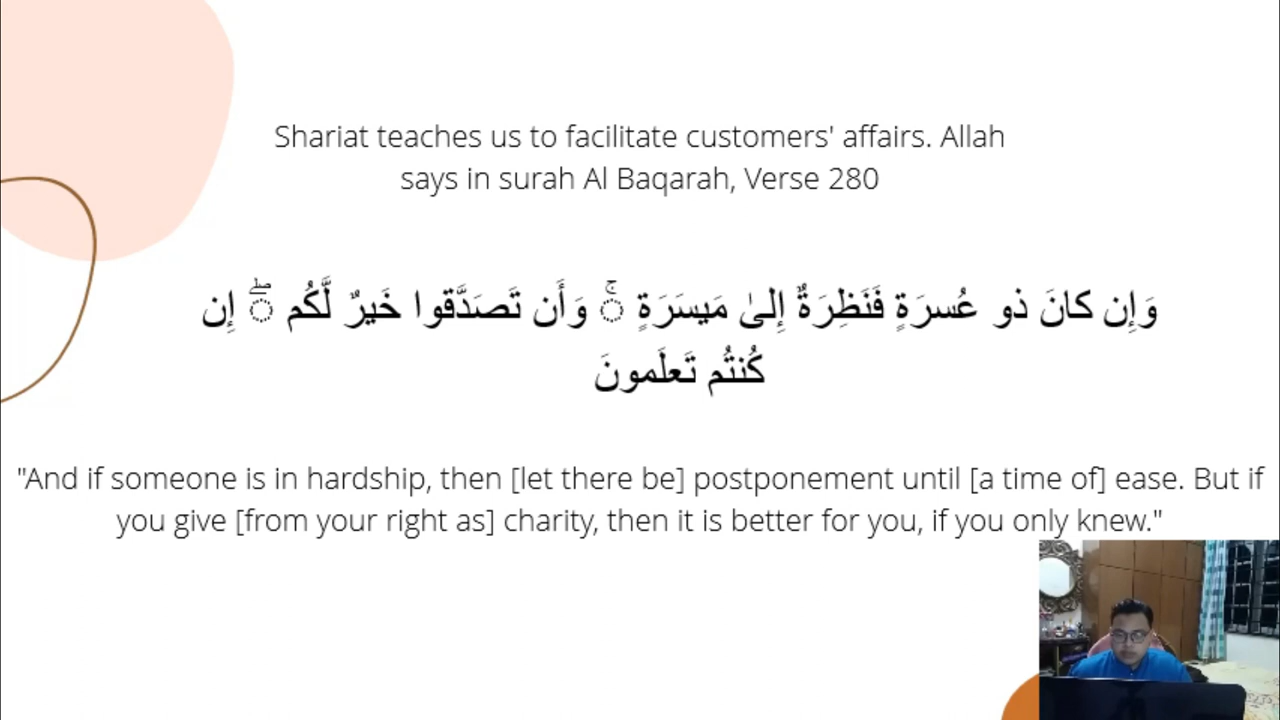 Shariat teaches us to facilitate customers' affairs. Allah
says in surah Al Baqarah, Verse 280
وَإِن كانَ ذو عُسرَةٍ فَنَظِرَةٌ إِلىٰ مَيسَرَةٍ ۚ وَأَن تَصَدَّقوا خَيرٌ لَّكُم ۖ إِن
كُنتُم تَعلَمونَ
"And if someone is in hardship, then [let there be] postponement until [a time of] ease. But if
you give [from your right as] charity, then it is better for you, if you only knew."